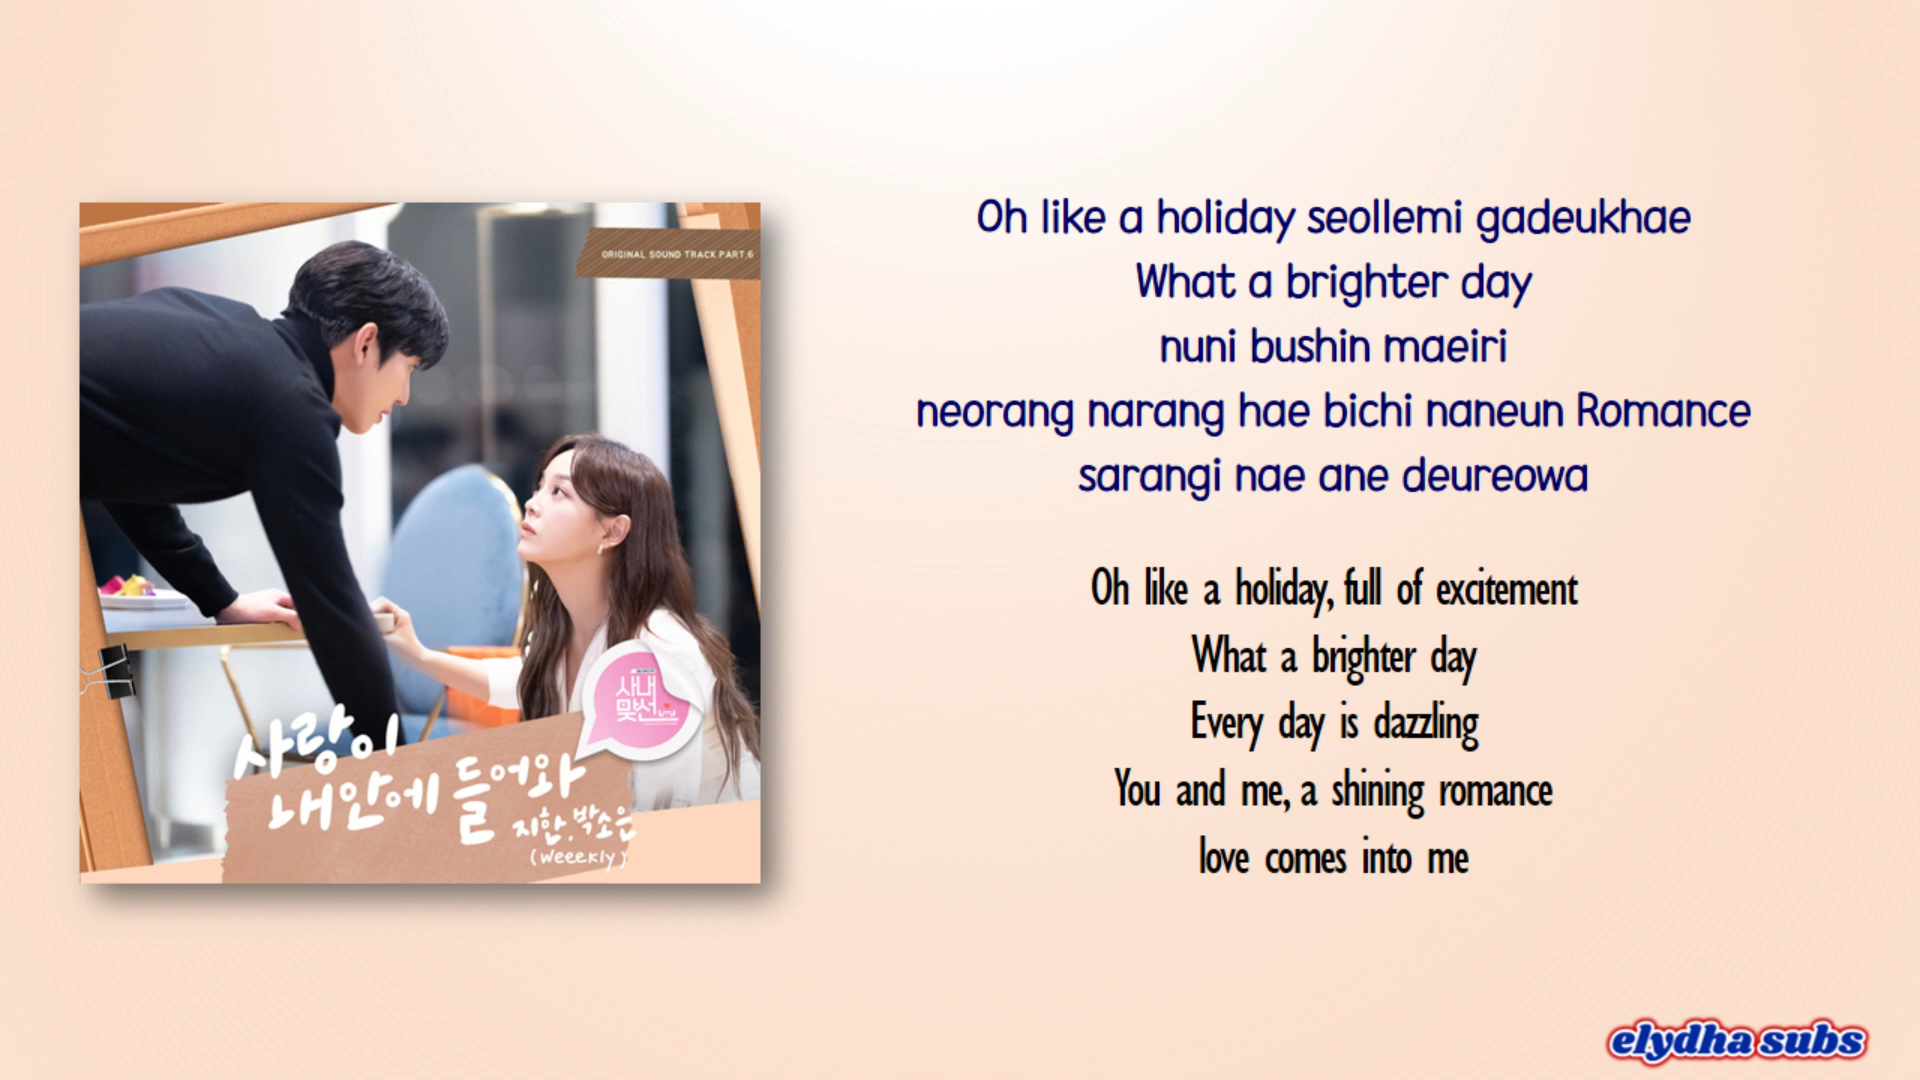 ORIGINAL SOUND TRACK PART.6
사내
맞선
사랑이
내 안에 들어와
지한, 박소은
(Weeekly)
Oh like a holiday seollemi gadeukhae
What a brighter day
nuni bushin maeiri
neorang narang hae bichi naneun Romance
sarangi nae ane deureowa
Oh like a holiday, full of excitement
What a brighter day
Every day is dazzling
You and me, a shining romance
love comes into me
elydha subs